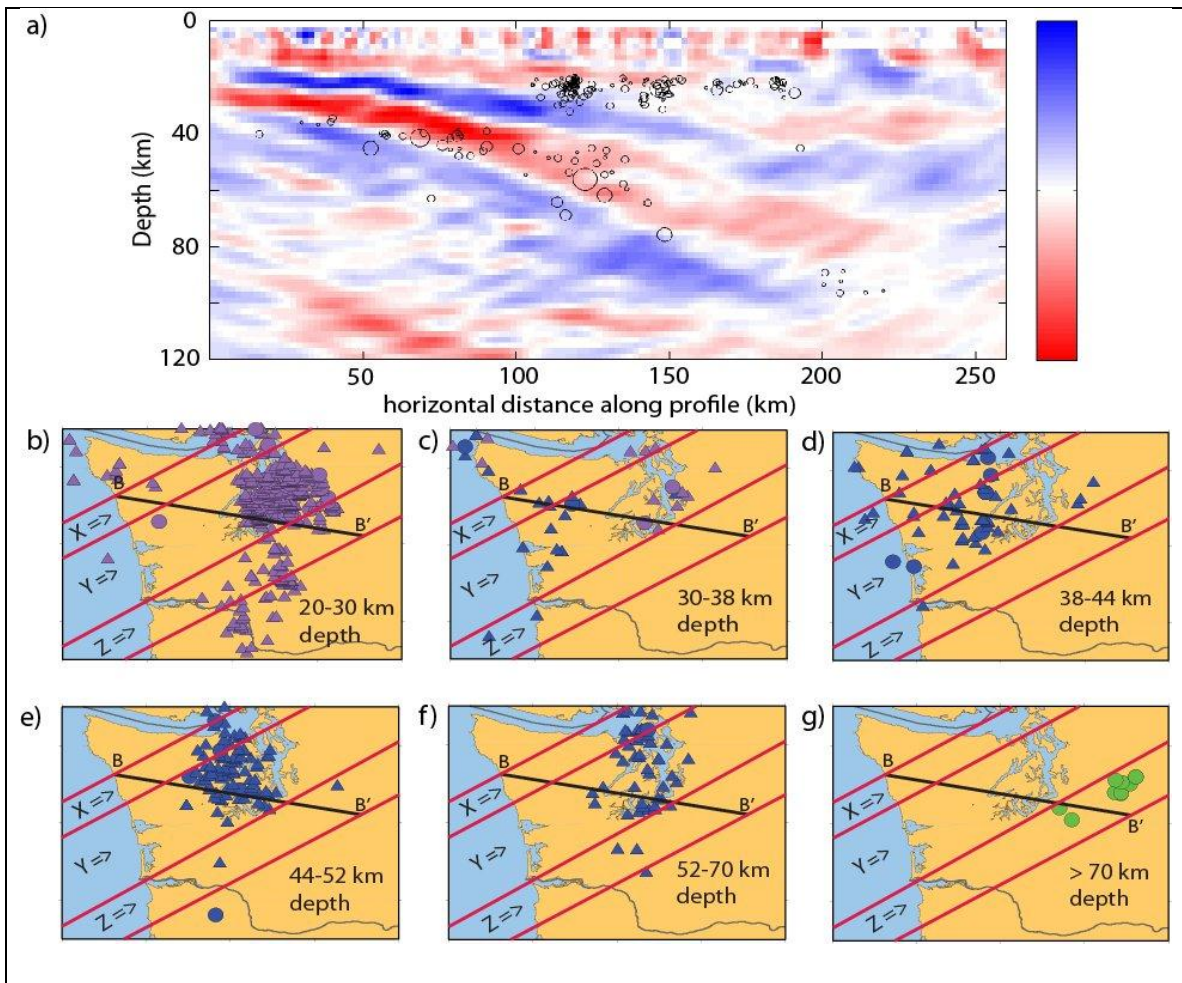 a)
0
40
80
120
Depth (km)
50
100
150
200
250
horizontal distance along profile (km)
b)
B
B'
X =>
Y =>
Z =>
20-30 km
depth
c)
B
B'
X =>
Y =>
Z =>
30-38 km
depth
d)
B
B'
X =>
Y =>
Z =>
38-44 km
depth
e)
B
B'
X =>
Y =>
Z =>
44-52 km
depth
f)
B
B'
X =>
Y =>
Z =>
52-70 km
depth
g)
B
B'
X =>
Y =>
Z =>
> 70 km
depth